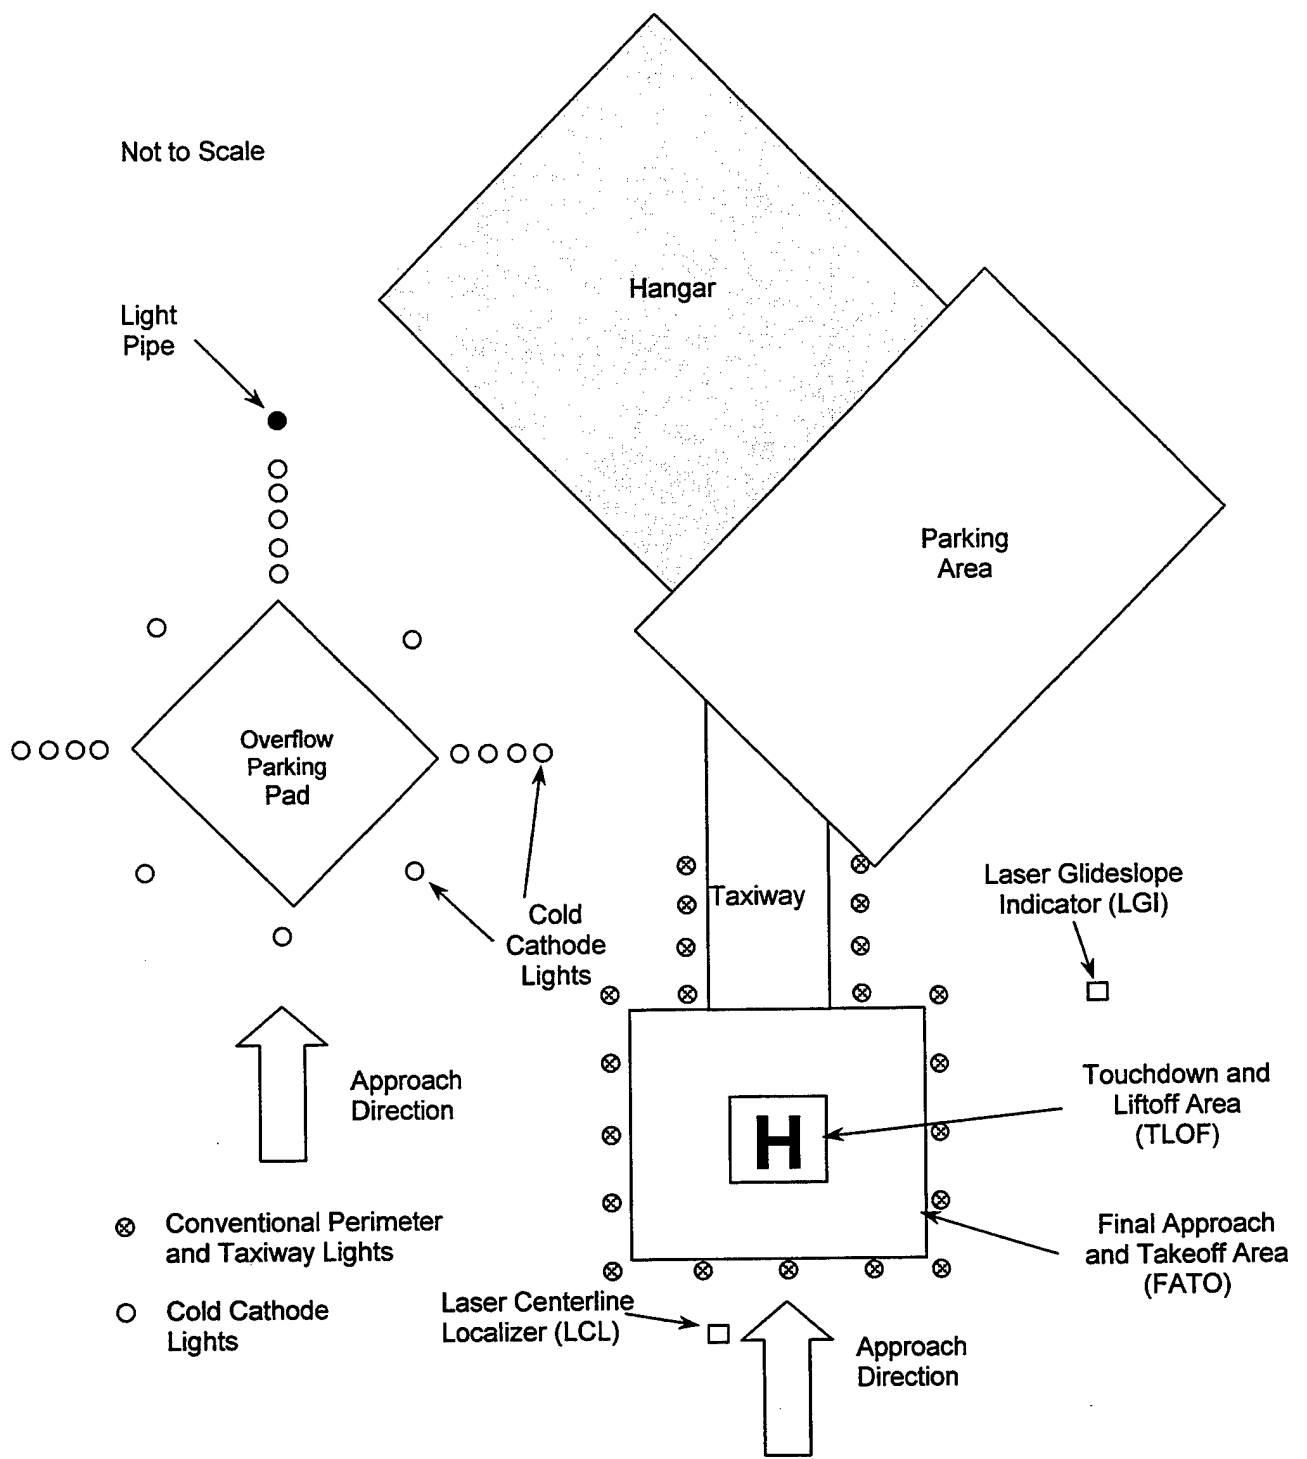 Not to Scale
Hangar
Light
Pipe
Parking
Area
Overflow
Parking
Pad
Taxiway
Laser Glideslope
Indicator (LGI)
Cold
Cathode
Lights
Approach
Direction
Touchdown and
Liftoff Area
(TLOF)
H
Conventional Perimeter
and Taxiway Lights
Final Approach
and Takeoff Area
(FATO)
Cold Cathode
Lights
Laser Centerline
Localizer (LCL)
Approach
Direction